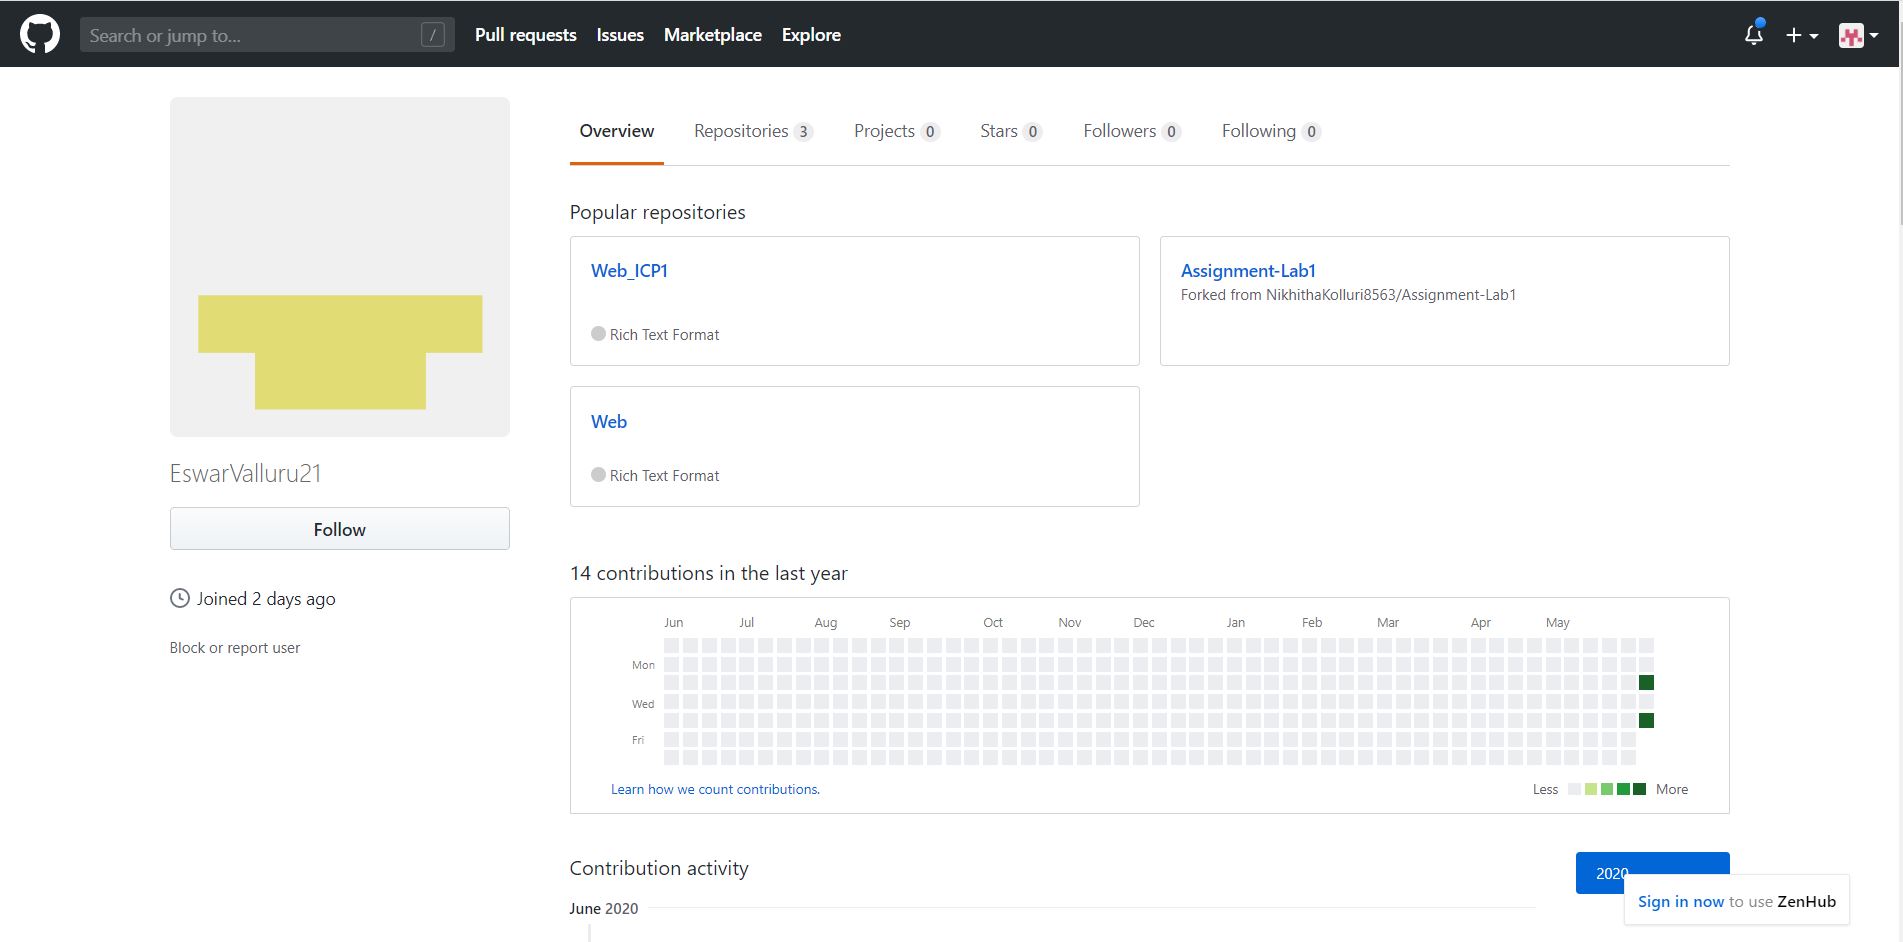 Search or jump to... /
Pull requests Issues Marketplace Explore
Overview Repositories 3 Projects 0 Stars 0 Followers 0 Following 0
Popular repositories
Web_ICP1
Rich Text Format
Assignment-Lab1
Forked from NikhithaKolluri8563/Assignment-Lab1
Web
Rich Text Format
EswarValluru21
Follow
Joined 2 days ago
Block or report user
14 contributions in the last year
Jun Jul Aug Sep Oct Nov Dec Jan Feb Mar Apr May
Mon
Wed
Fri
Learn how we count contributions.
Less More
Contribution activity
2020
June 2020
Sign in now to use ZenHub